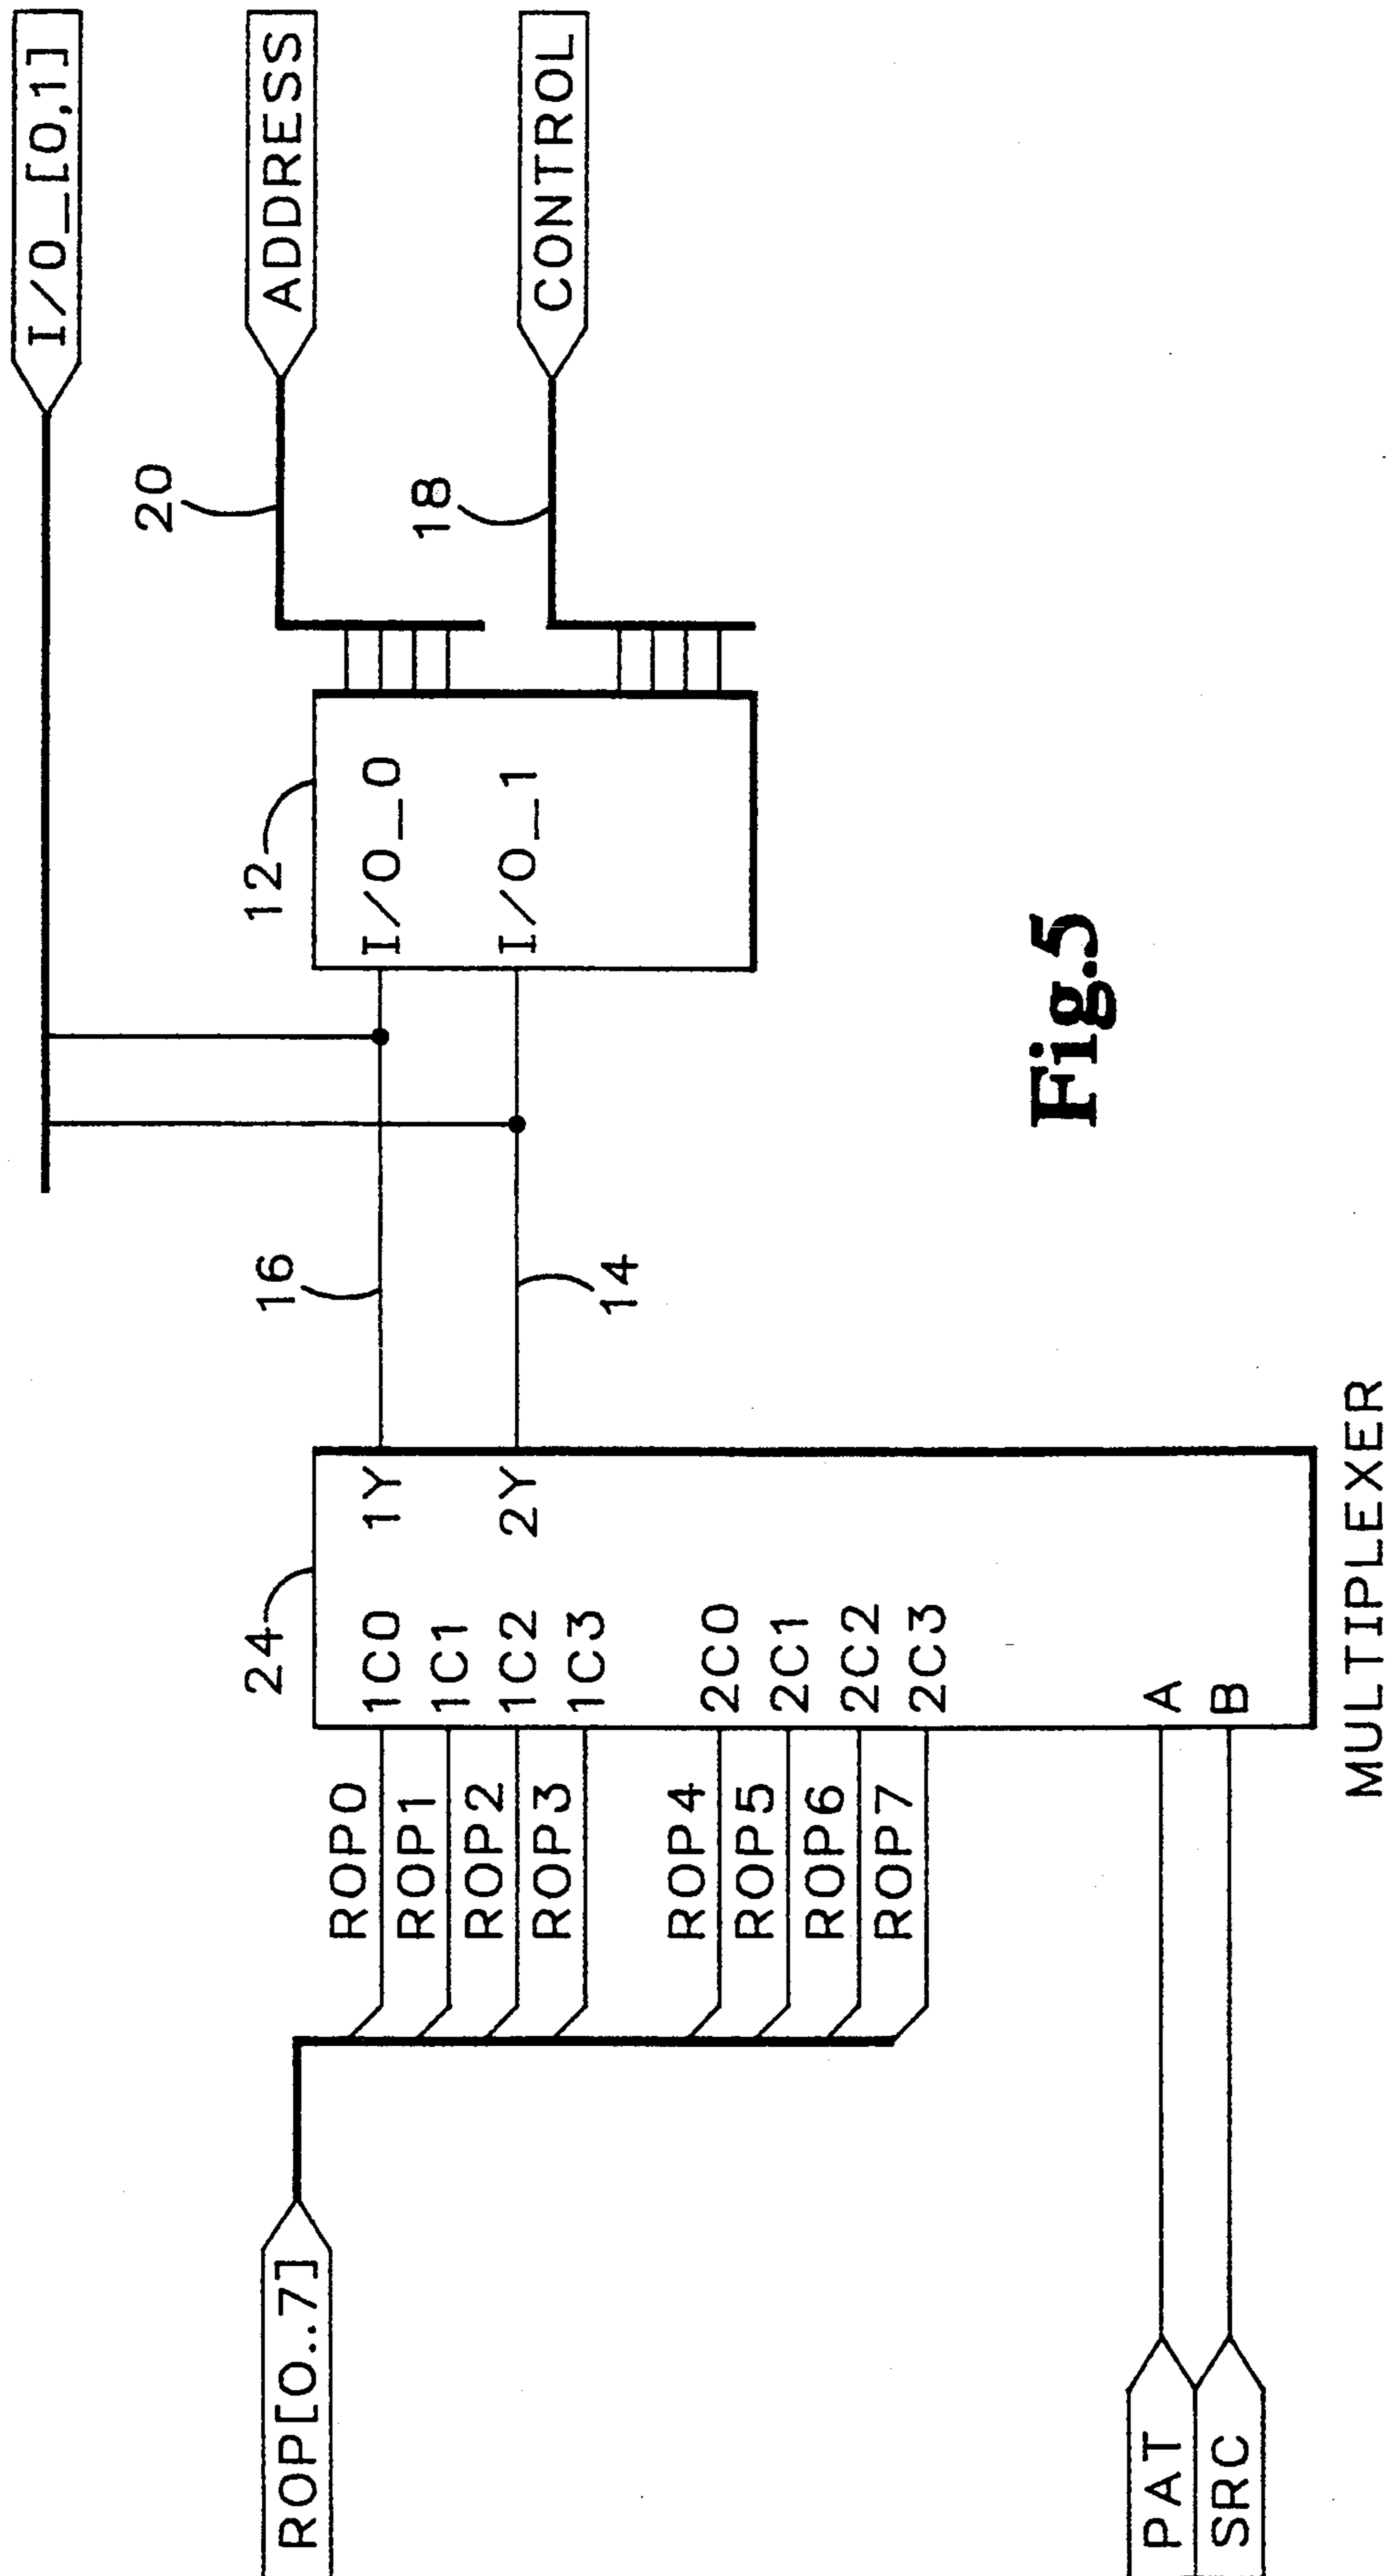 I/O_[0,1]
ADDRESS
CONTROL
20
18
12
I/O_0
I/O_1
16
14
24
1C0
1Y
1C1
1C2
2Y
1C3
2C0
2C1
2C2
2C3
A
B
MULTIPLEXER
ROP0
ROP1
ROP2
ROP3
ROP4
ROP5
ROP6
ROP7
ROP[0..7]
PAT
SRC
Fig.5